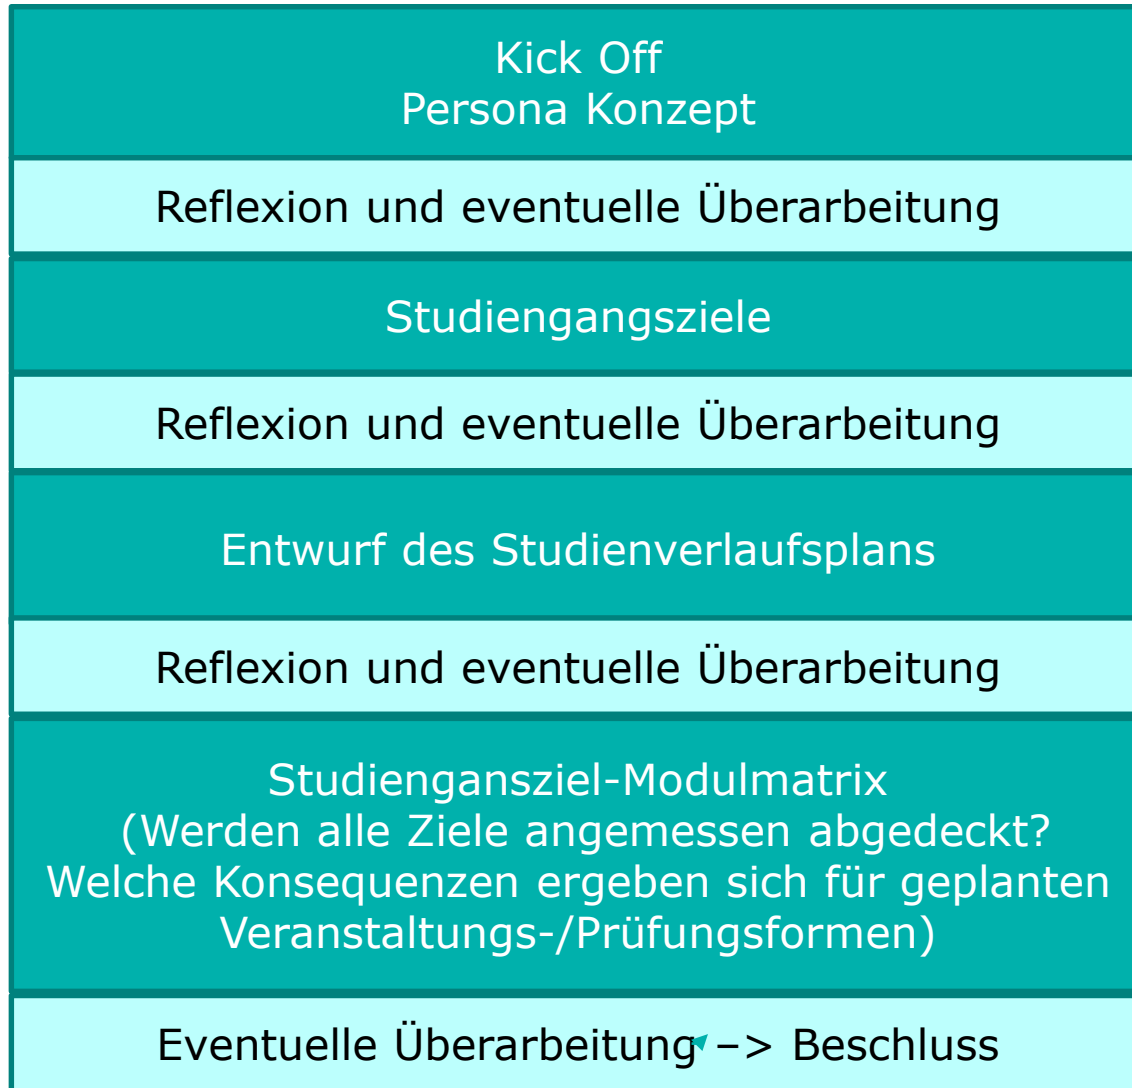 Kick Off
Persona Konzept
Reflexion und eventuelle Überarbeitung
Studiengangsziele
Reflexion und eventuelle Überarbeitung
Entwurf des Studienverlaufsplans
Reflexion und eventuelle Überarbeitung
Studiengansziel-Modulmatrix
(Werden alle Ziele angemessen abgedeckt?
Welche Konsequenzen ergeben sich für geplanten
Veranstaltungs-/Prüfungsformen)
Eventuelle Überarbeitung –> Beschluss